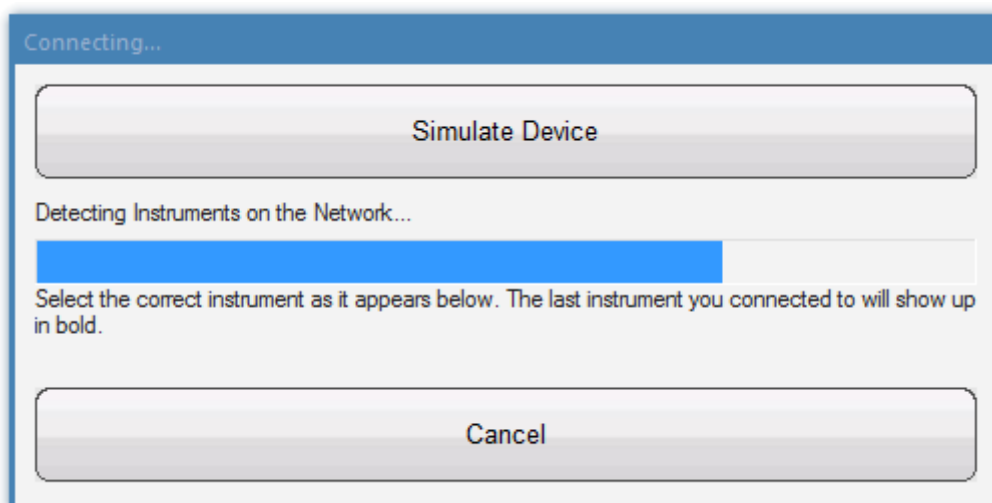 Connecting...
Simulate Device
Detecting Instruments on the Network...
Select the correct instrument as it appears below. The last instrument you connected to will show up
in bold.
Cancel